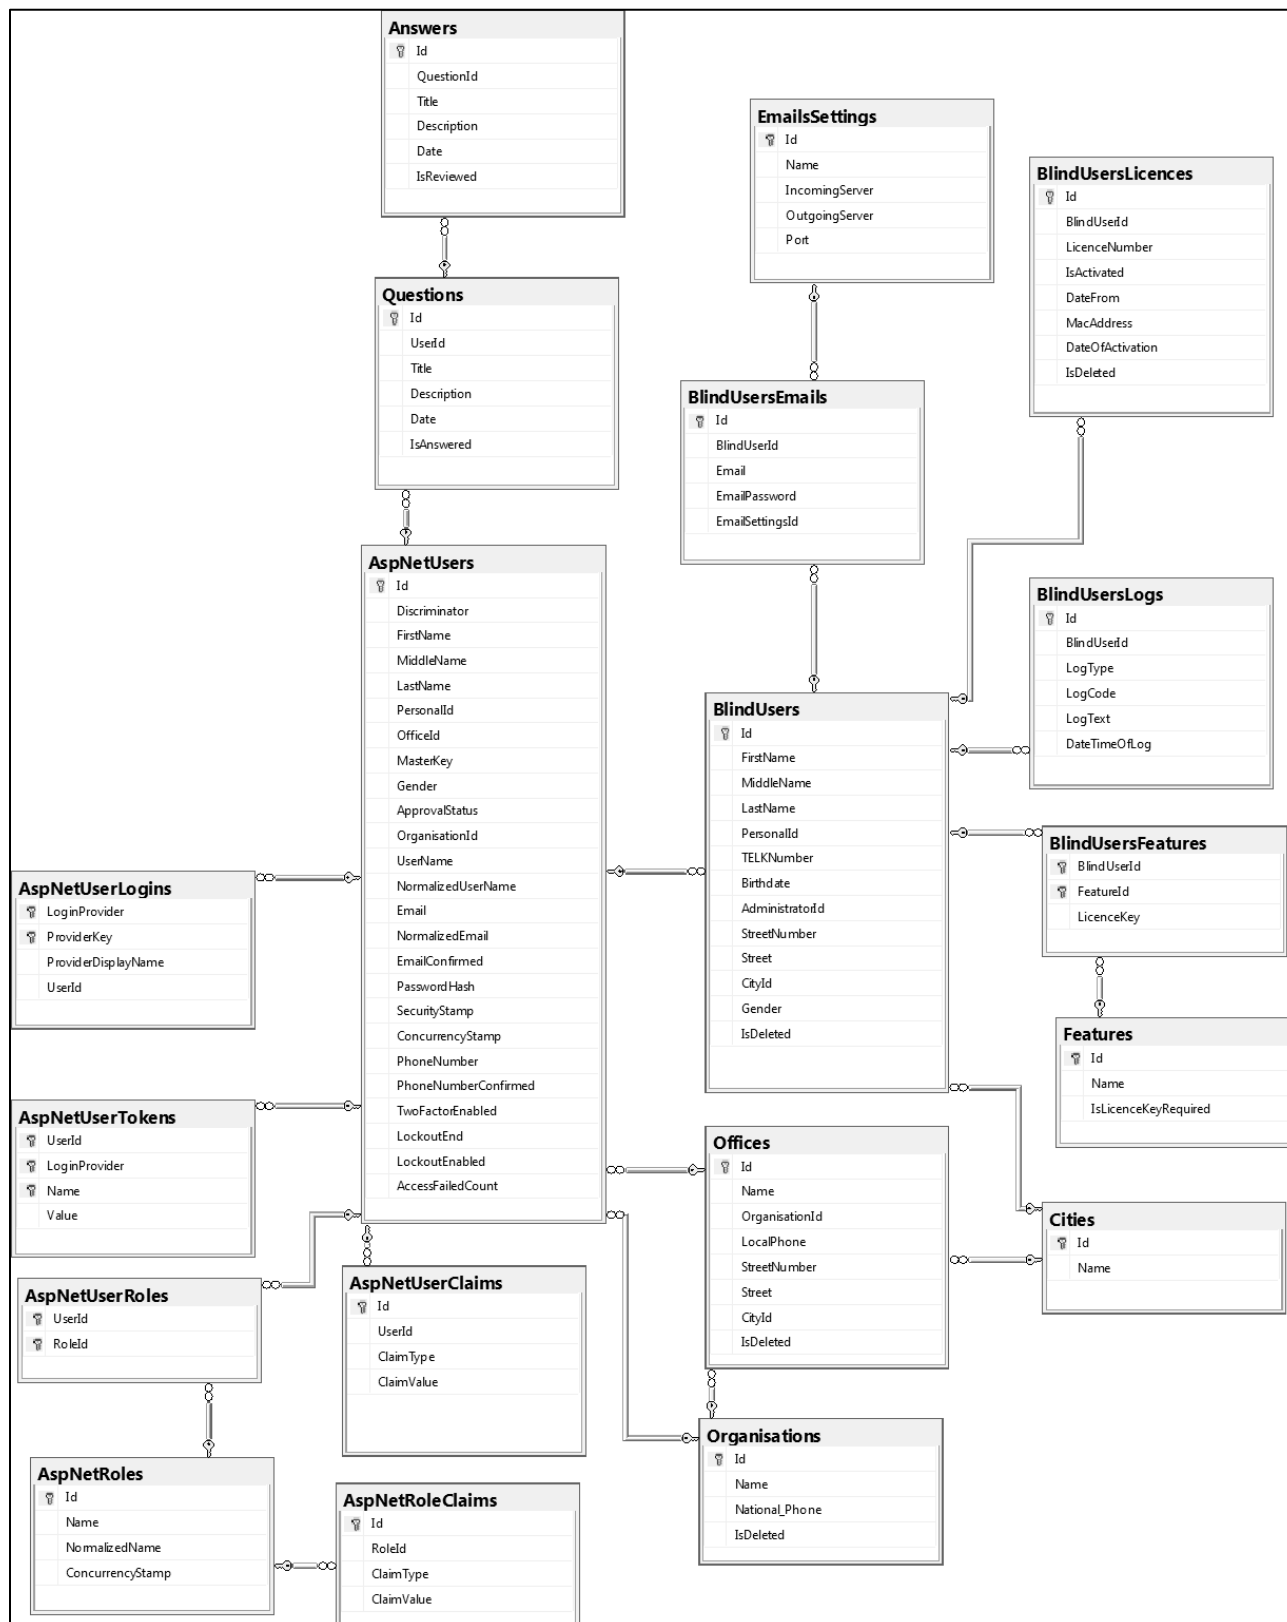 Answers
Id
QuestionId
Title
Description
Date
IsReviewed
EmailsSettings
Id
Name
IncomingServer
OutgoingServer
Port
BlindUsersLicences
Id
BlindUserId
LicenceNumber
IsActivated
DateFrom
MacAddress
DateOfActivation
IsDeleted
Questions
Id
UserId
Title
Description
Date
IsAnswered
BlindUsersEmails
Id
BlindUserId
Email
EmailPassword
EmailSettingsId
AspNetUsers
Id
Discriminator
FirstName
MiddleName
LastName
PersonalId
OfficeId
MasterKey
Gender
ApprovalStatus
OrganisationId
UserName
NormalizedUserName
Email
NormalizedEmail
EmailConfirmed
PasswordHash
SecurityStamp
ConcurrencyStamp
PhoneNumber
PhoneNumberConfirmed
TwoFactorEnabled
LockoutEnd
LockoutEnabled
AccessFailedCount
BlindUsersLogs
Id
BlindUserId
LogType
LogCode
LogText
DateTimeOfLog
BlindUsers
Id
FirstName
MiddleName
LastName
PersonalId
TELKNumber
Birthdate
AdministratorId
StreetNumber
Street
CityId
Gender
IsDeleted
BlindUsersFeatures
BlindUserId
FeatureId
LicenceKey
AspNetUserLogins
LoginProvider
ProviderKey
ProviderDisplayName
UserId
Features
Id
Name
IsLicenceKeyRequired
AspNetUserTokens
UserId
LoginProvider
Name
Value
Offices
Id
Name
OrganisationId
LocalPhone
StreetNumber
Street
CityId
IsDeleted
Cities
Id
Name
AspNetUserRoles
UserId
RoleId
AspNetUserClaims
Id
UserId
ClaimType
ClaimValue
Organisations
Id
Name
National_Phone
IsDeleted
AspNetRoles
Id
Name
NormalizedName
ConcurrencyStamp
AspNetRoleClaims
Id
RoleId
ClaimType
ClaimValue